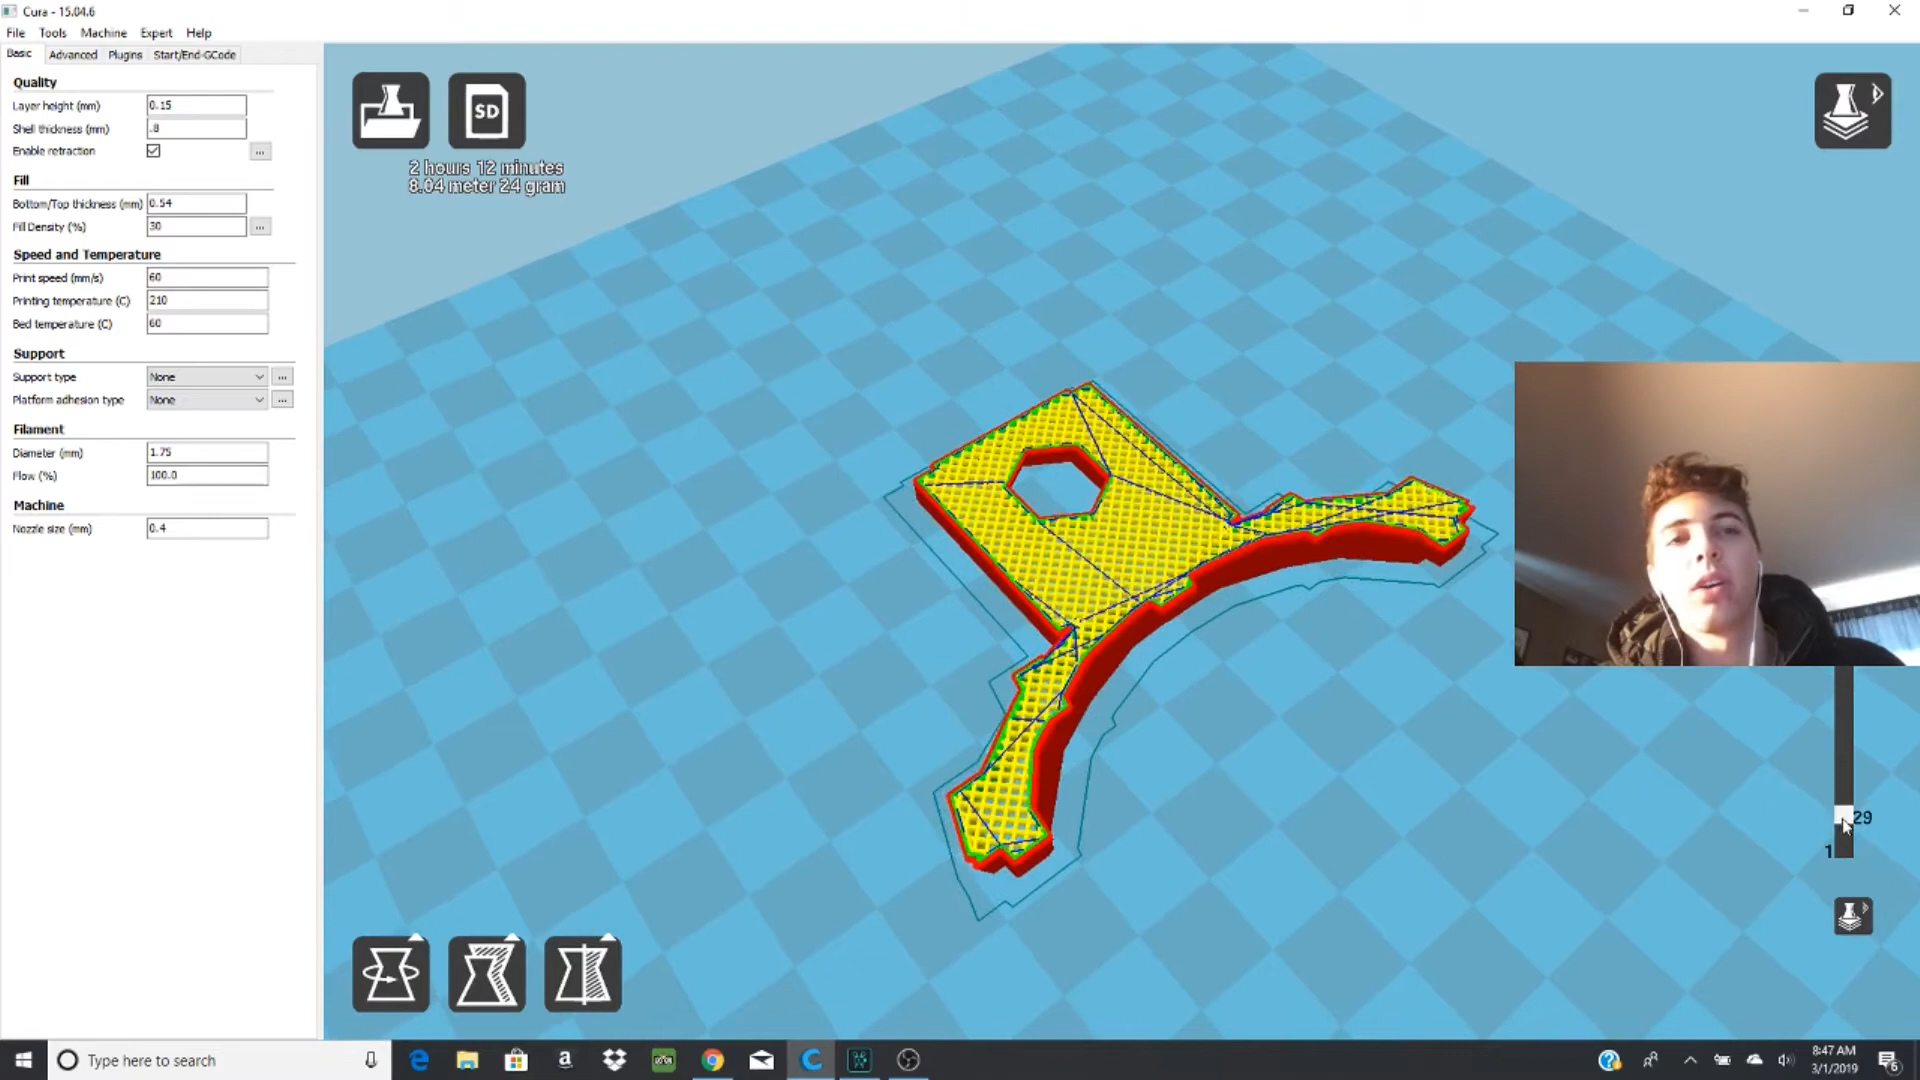 Cura - 15.04.6
File Tools Machine Expert Help
Basic Advanced Plugins Start/End-GCode
Quality
Layer height (mm) 0.15
Shell thickness (mm) .8
Enable retraction ...
Fill
Bottom/Top thickness (mm) 0.54
Fill Density (%) 30 ...
Speed and Temperature
Print speed (mm/s) 60
Printing temperature (C) 210
Bed temperature (C) 60
Support
Support type None ...
Platform adhesion type None ...
Filament
Diameter (mm) 1.75
Flow (%) 100.0
Machine
Nozzle size (mm) 0.4
SD
2 hours 12 minutes
8.04 meter 24 gram
29
1
Type here to search
8:47 AM
3/1/2019